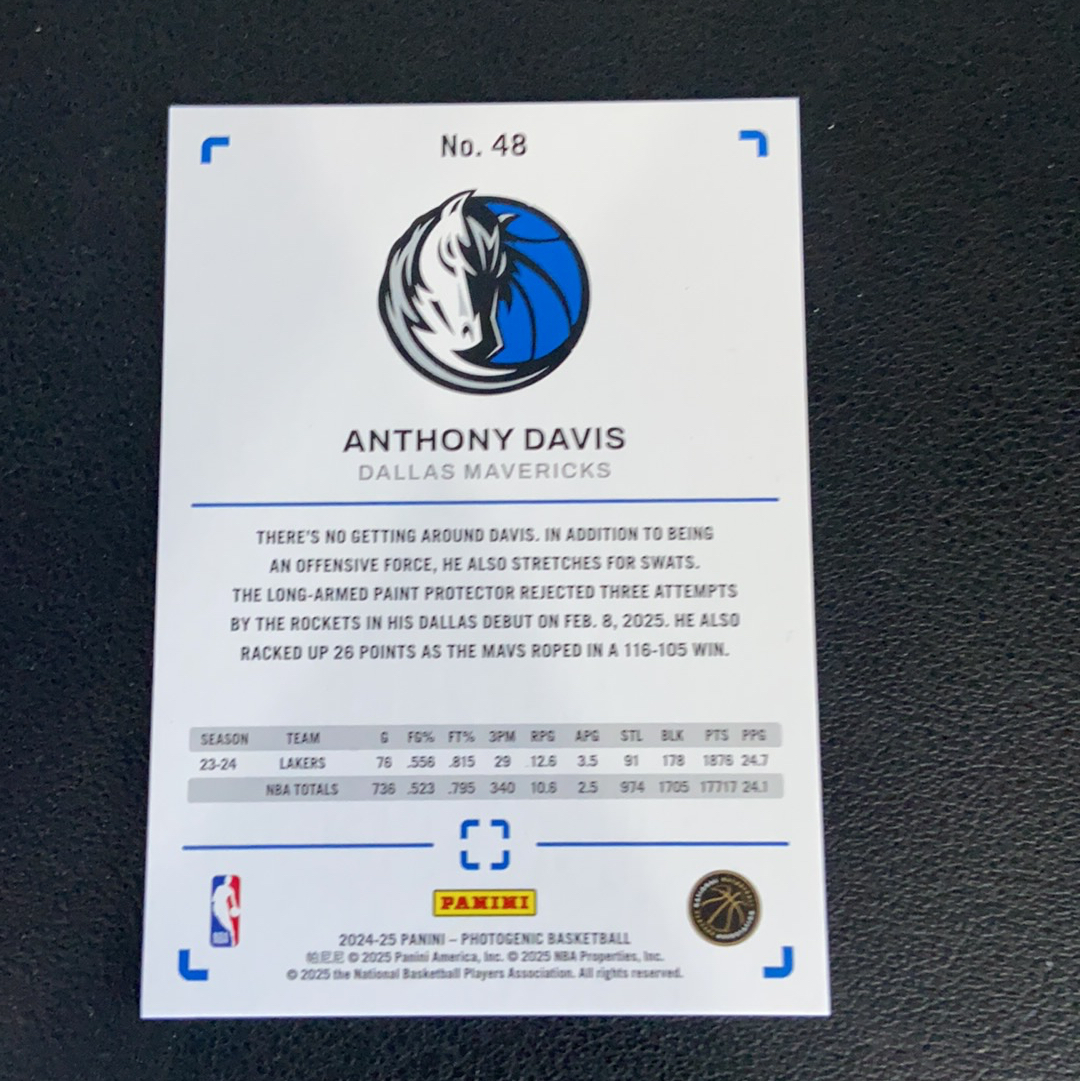 No. 48
ANTHONY DAVIS
DALLAS MAVERICKS
THERE'S NO GETTING AROUND DAVIS. IN ADDITION TO BEING
AN OFFENSIVE FORCE, HE ALSO STRETCHES FOR SWATS.
THE LONG-ARMED PAINT PROTECTOR REJECTED THREE ATTEMPTS
BY THE ROCKETS IN HIS DALLAS DEBUT ON FEB. 8, 2025. HE ALSO
RACKED UP 26 POINTS AS THE MAVS ROPED IN A 116-105 WIN.
SEASON TEAM G FG% FT% 3PM RPG APG STL BLK PTS PPG
23-24 LAKERS 76 .556 .815 29 12.6 3.5 91 178 1876 24.7
NBA TOTALS 736 .523 .795 340 10.6 2.5 974 1705 17717 24.1
PANINI
2024-25 PANINI – PHOTOGENIC BASKETBALL
帕尼尼 © 2025 Panini America, Inc. © 2025 NBA Properties, Inc.
© 2025 the National Basketball Players Association. All rights reserved.